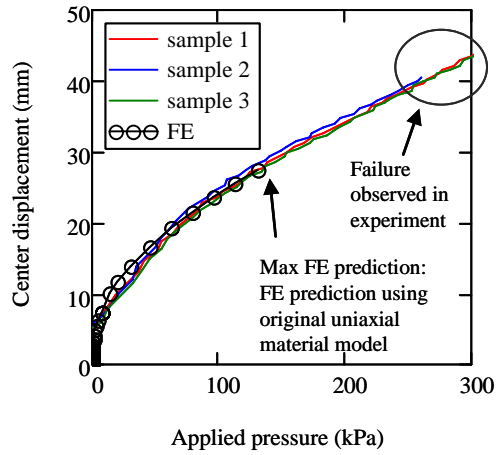 50
40
30
20
10
0
Center displacement (mm)
sample 1
sample 2
sample 3
FE
Failure
observed in
experiment
Max FE prediction:
FE prediction using
original uniaxial
material model
0
100
200
300
Applied pressure (kPa)